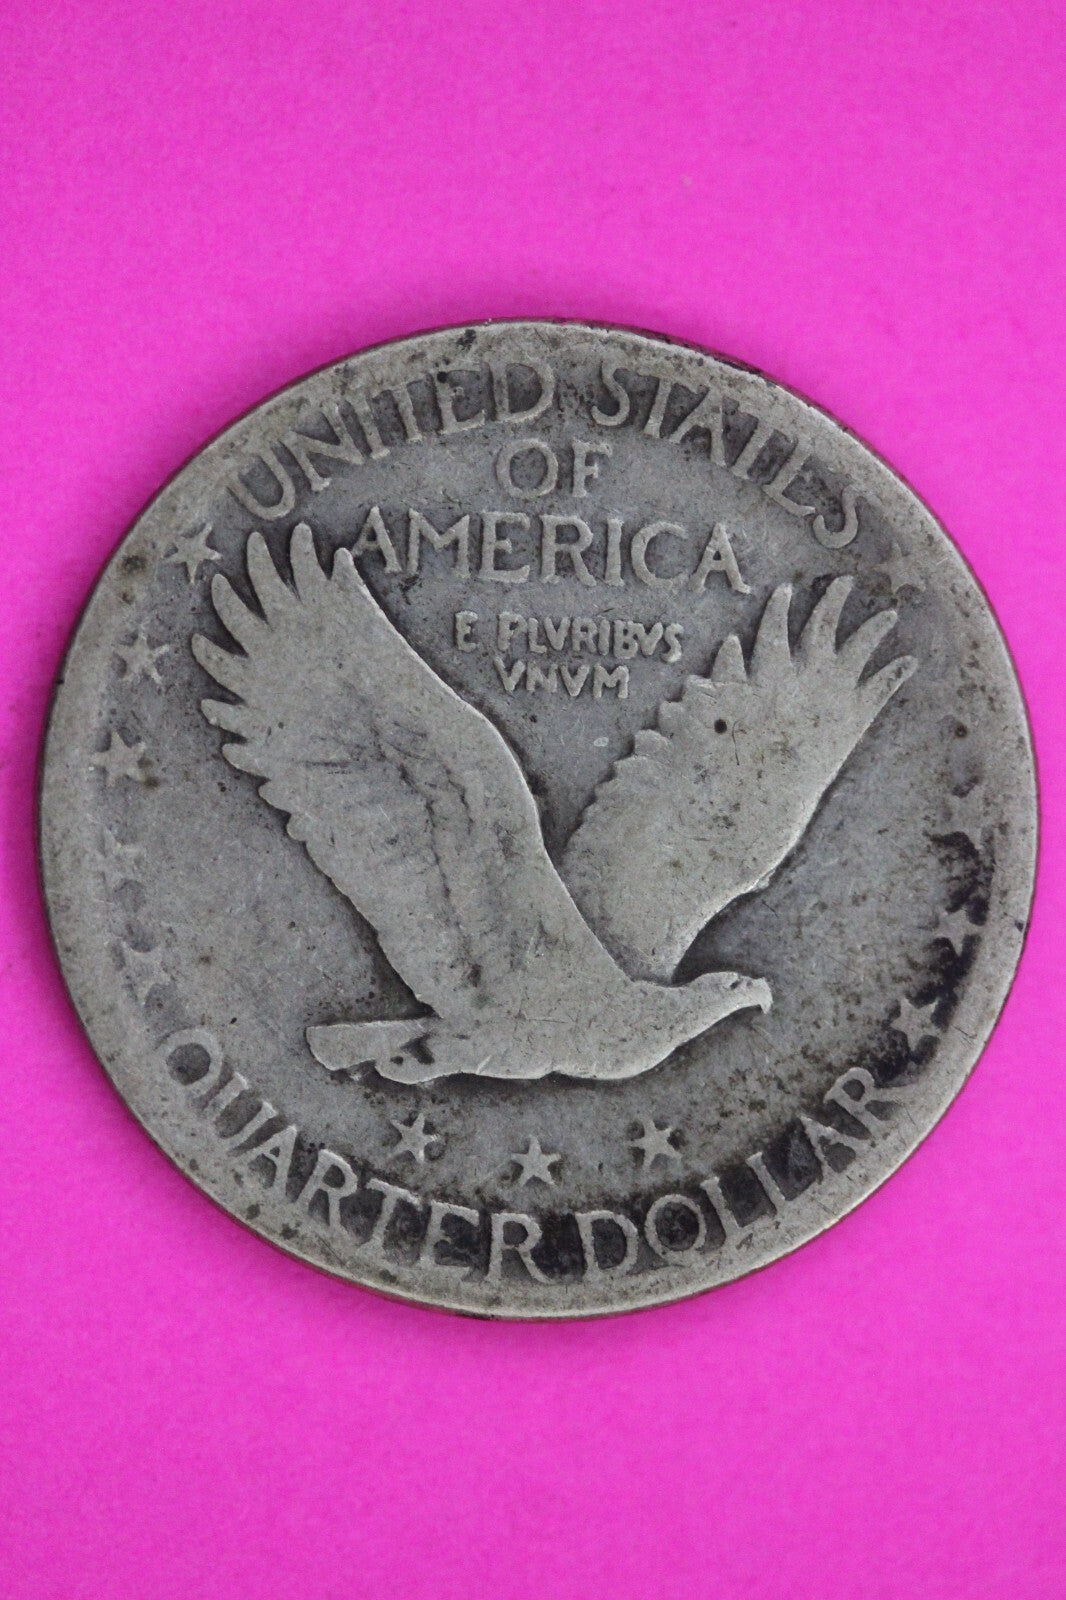 UNITED STATES
OF
AMERICA
E PLVRIBVS
VNVM
QUARTER DOLLAR